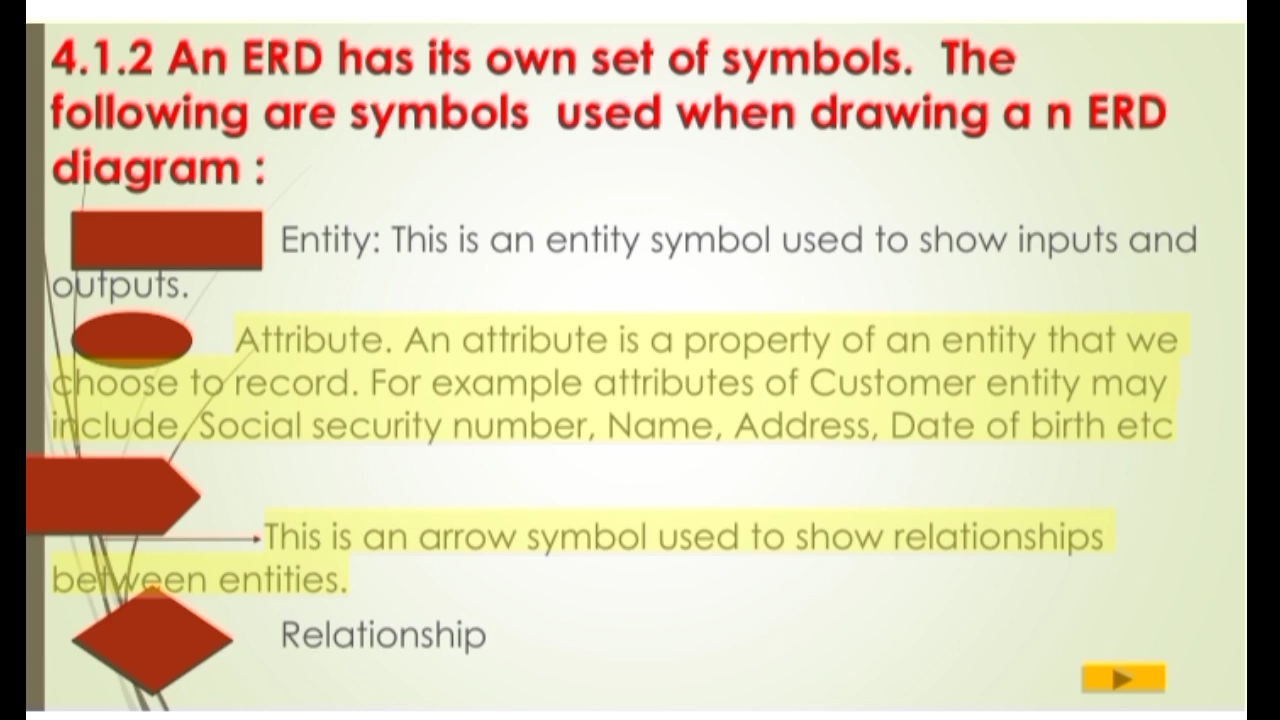 4.1.2 An ERD has its own set of symbols.  The
following are symbols  used when drawing a n ERD
diagram :
Entity: This is an entity symbol used to show inputs and
outputs.
Attribute. An attribute is a property of an entity that we
choose to record. For example attributes of Customer entity may
include, Social security number, Name, Address, Date of birth etc
This is an arrow symbol used to show relationships
between entities.
Relationship